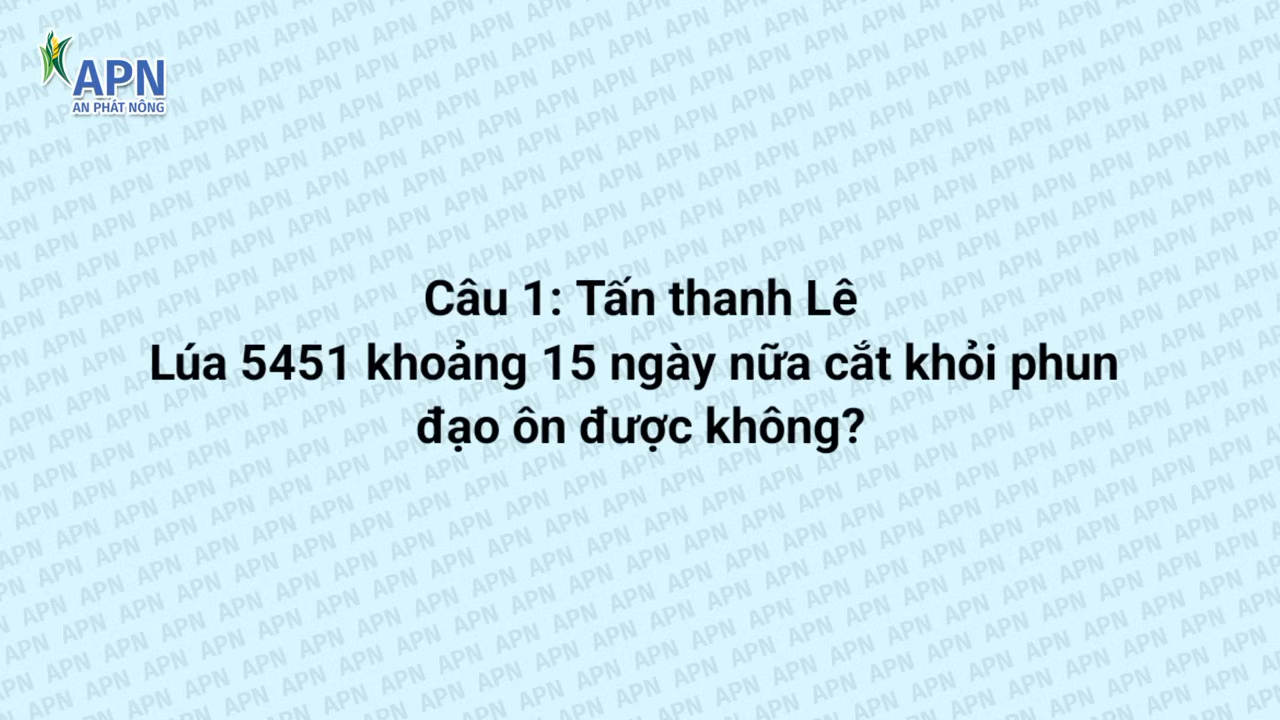 APN
AN PHÁT NÔNG
Câu 1: Tấn thanh Lê
Lúa 5451 khoảng 15 ngày nữa cắt khỏi phun
đạo ôn được không?